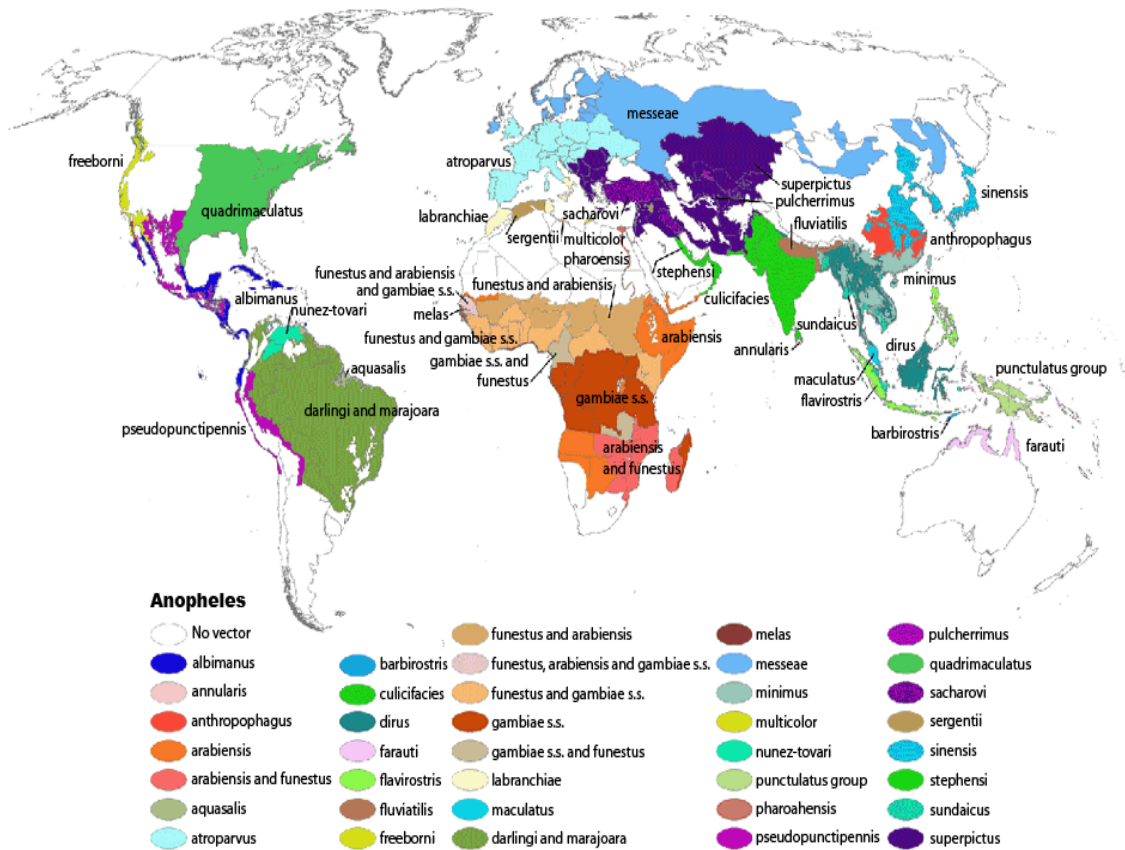 messeae
freeborni
atroparvus
quadrimaculatus
superpictus
pulcherrimus
sinensis
labranchiae
sacharovi
fluviatilis
sergentii
multicolor
anthropophagus
pharoensis
funestus and arabiensis
and gambiae s.s.
stephensi
funestus and arabiensis
minimus
albimanus
culicifacies
nunez-tovari
melas
sundaicus
funestus and gambiae s.s.
arabiensis
dirus
annularis
gambiae s.s. and
funestus
aquasalis
maculatus
punctulatus group
flavirostris
darlingi and marajoara
gambiae s.s.
pseudopunctipennis
barbirostris
arabiensis
and funestus
farauti
Anopheles
No vector
albimanus
annularis
anthropophagus
arabiensis
arabiensis and funestus
aquasalis
atroparvus
barbirostris
culicifacies
dirus
farauti
flavirostris
fluviatilis
freeborni
funestus and arabiensis
funestus, arabiensis and gambiae s.s.
funestus and gambiae s.s.
gambiae s.s.
gambiae s.s. and funestus
labranchiae
maculatus
darlingi and marajoara
melas
messeae
minimus
multicolor
nunez-tovari
punctulatus group
pharoahensis
pseudopunctipennis
pulcherrimus
quadrimaculatus
sacharovi
sergentii
sinensis
stephensi
sundaicus
superpictus